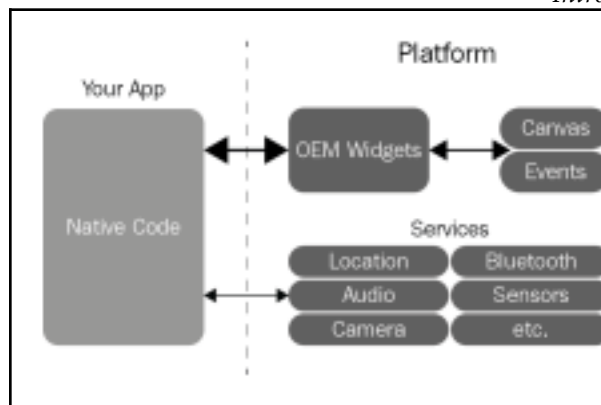 Platform
Your App
Native Code
OEM Widgets
Canvas
Events
Services
Location
Bluetooth
Audio
Sensors
Camera
etc.